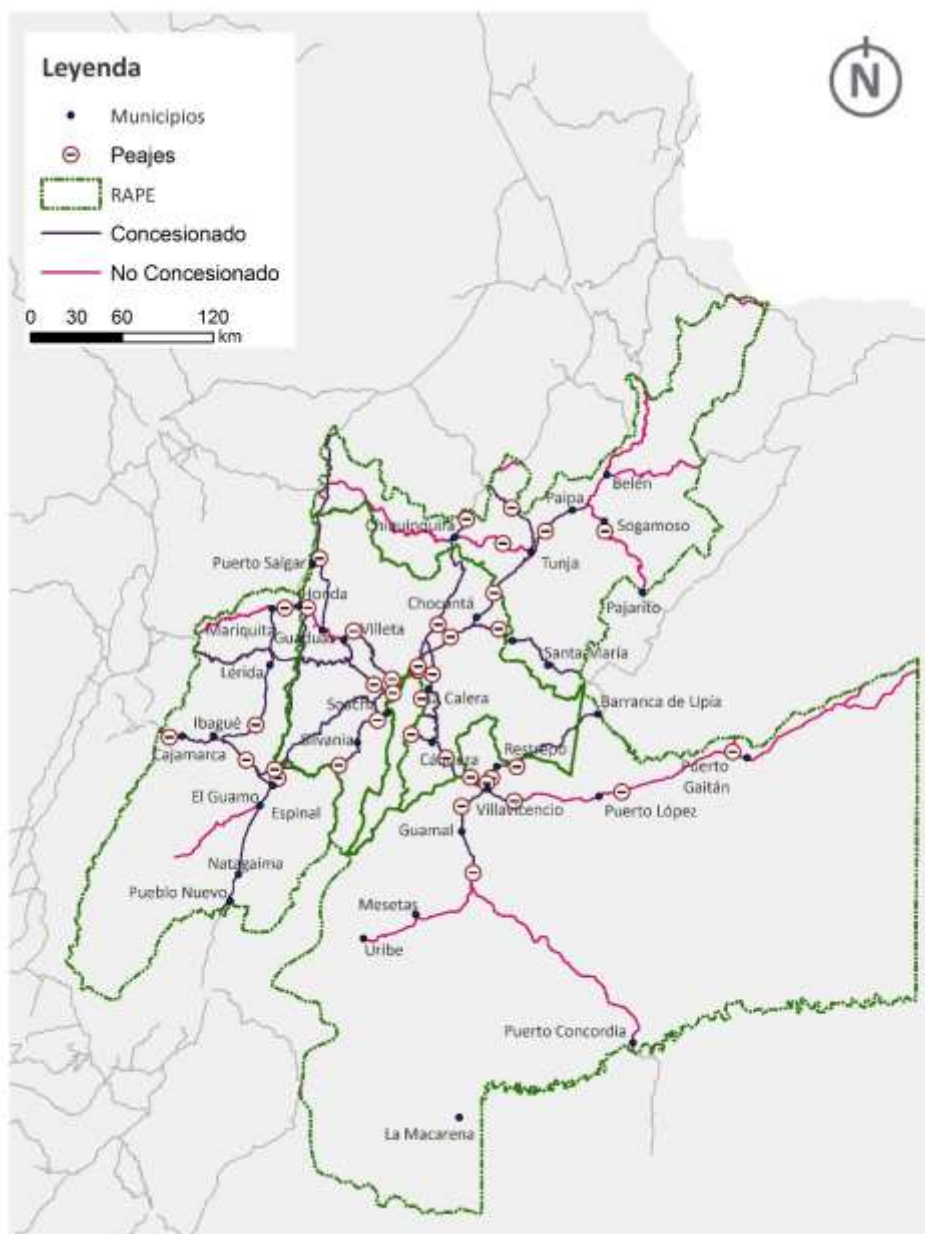 Leyenda
Municipios
Peajes
RAPE
Concesionado
No Concesionado
0 30 60 120
km
N
Belén
Paipa
Chiquinquirá
Sogamoso
Tunja
Puerto Salgar
Pajarito
Honda
Chocontá
Mariquita
Guaduas
Villeta
Santa María
Lérida
Calera
Barranca de Upía
Soacha
Ibagué
Silvania
Restrepo
Cajamarca
Cáqueza
Puerto
Gaitán
El Guamo
Espinal
Villavicencio
Puerto López
Guamal
Natagaima
Pueblo Nuevo
Mesetas
Uribe
Puerto Concordia
La Macarena